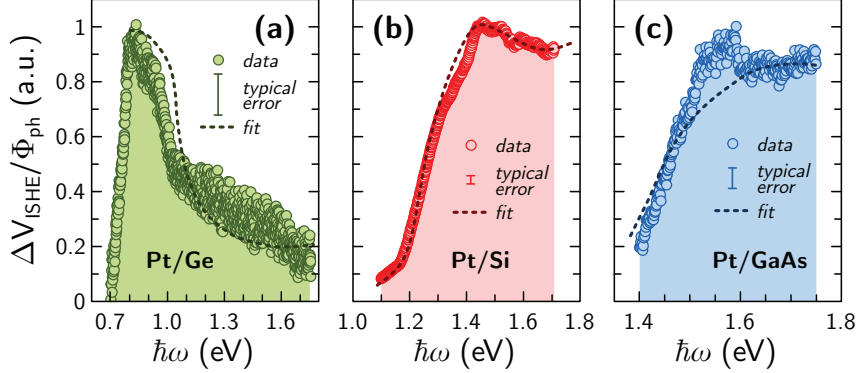 ΔV_ISHE/Φ_ph (a.u.)
1
0.8
0.6
0.4
0.2
0
(a)
data
typical
error
fit
Pt/Ge
0.7 1.0 1.3 1.6
ħω (eV)
(b)
data
typical
error
fit
Pt/Si
1.0 1.2 1.4 1.6 1.8
ħω (eV)
(c)
data
typical
error
fit
Pt/GaAs
1.4 1.6 1.8
ħω (eV)